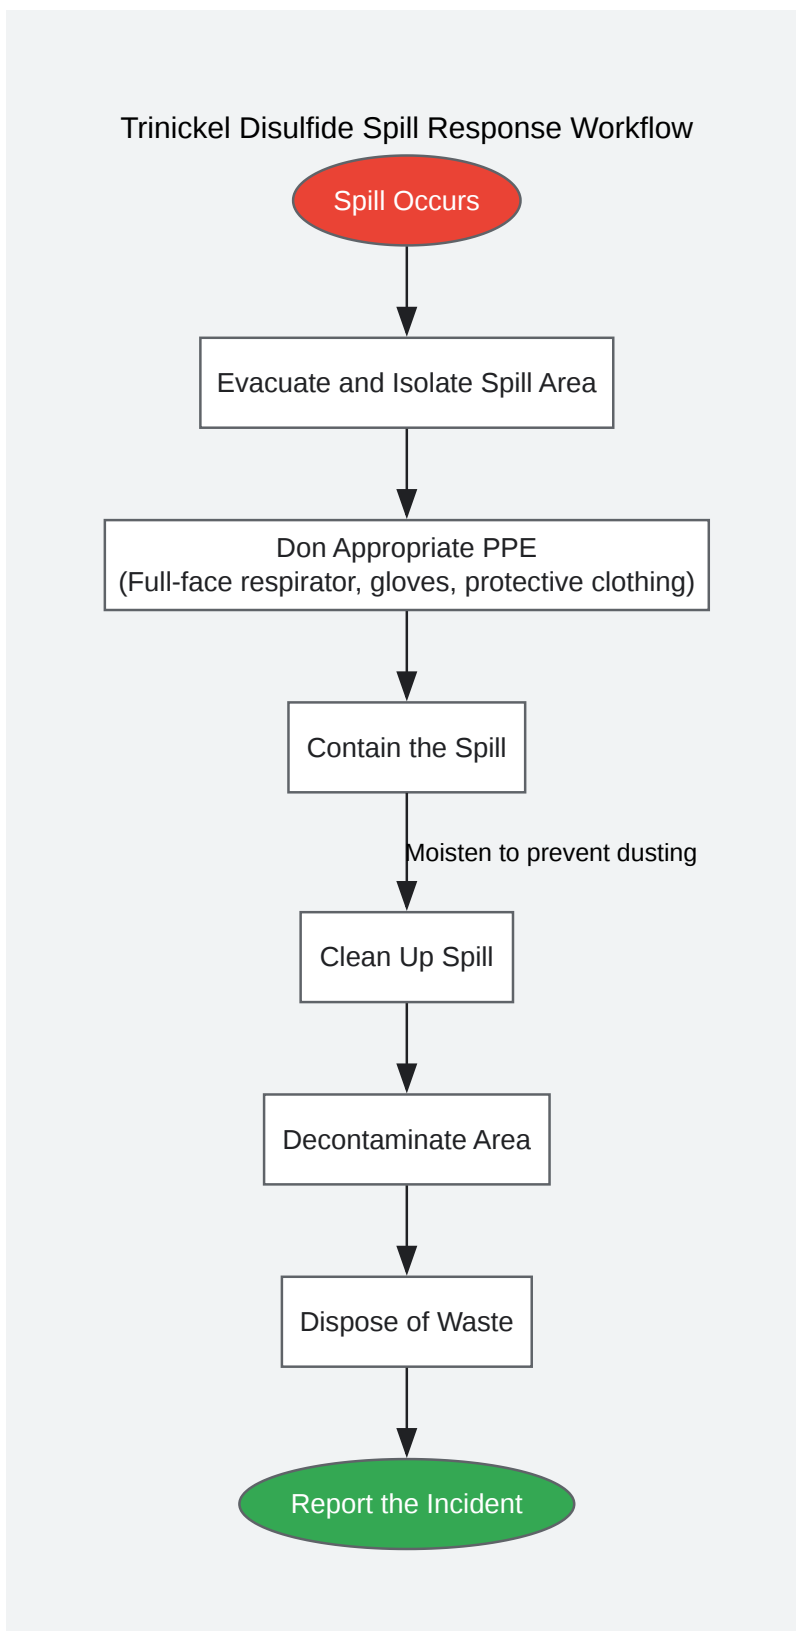 Trinickel Disulfide Spill Response Workflow
Spill Occurs
Evacuate and Isolate Spill Area
Don Appropriate PPE
(Full-face respirator, gloves, protective clothing)
Contain the Spill
Moisten to prevent dusting
Clean Up Spill
Decontaminate Area
Dispose of Waste
Report the Incident